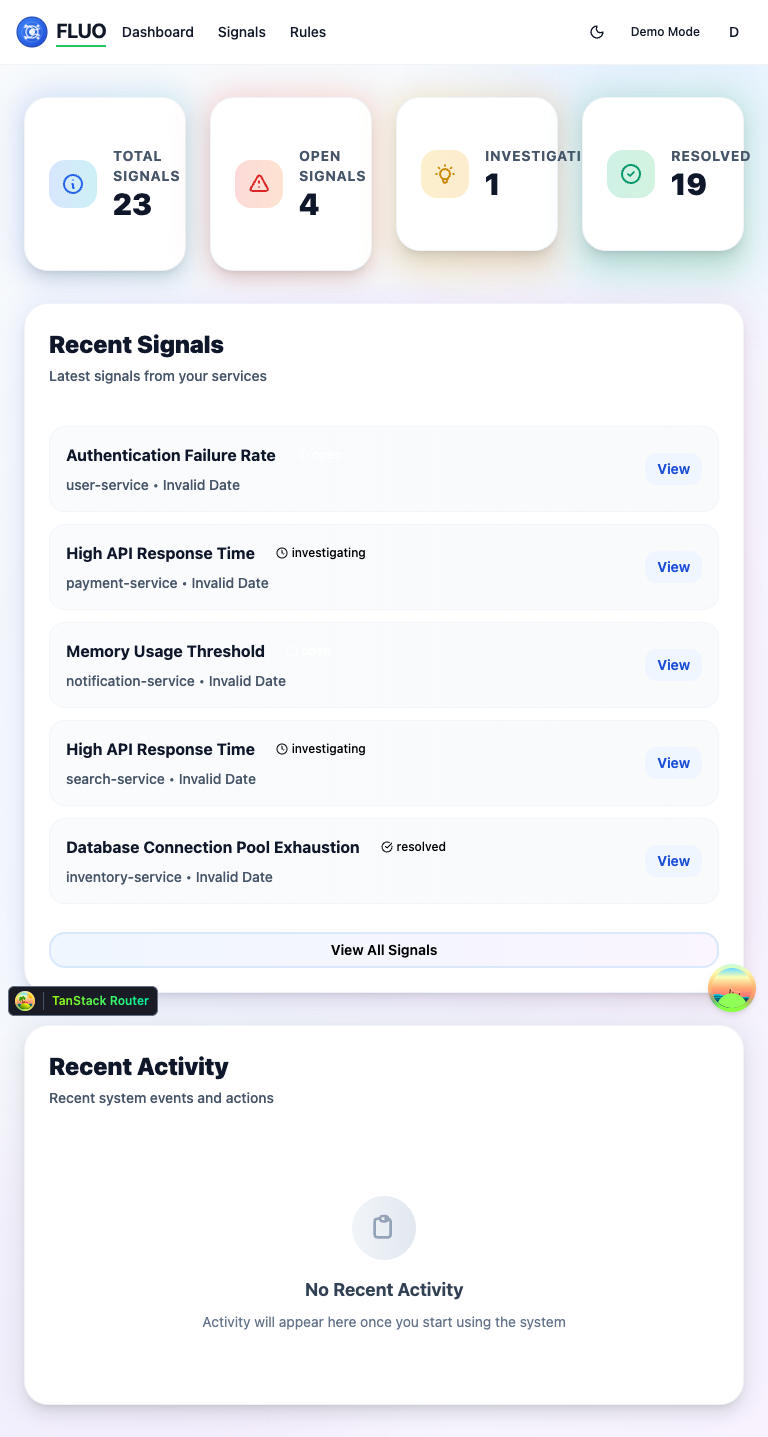 FLUO
Dashboard Signals Rules
Demo Mode D
TOTAL
SIGNALS
23
OPEN
SIGNALS
4
INVESTIGATI
1
RESOLVED
19
Recent Signals
Latest signals from your services
Authentication Failure Rate open
user-service • Invalid Date
View
High API Response Time investigating
payment-service • Invalid Date
View
Memory Usage Threshold open
notification-service • Invalid Date
View
High API Response Time investigating
search-service • Invalid Date
View
Database Connection Pool Exhaustion resolved
inventory-service • Invalid Date
View
View All Signals
TanStack Router
Recent Activity
Recent system events and actions
No Recent Activity
Activity will appear here once you start using the system